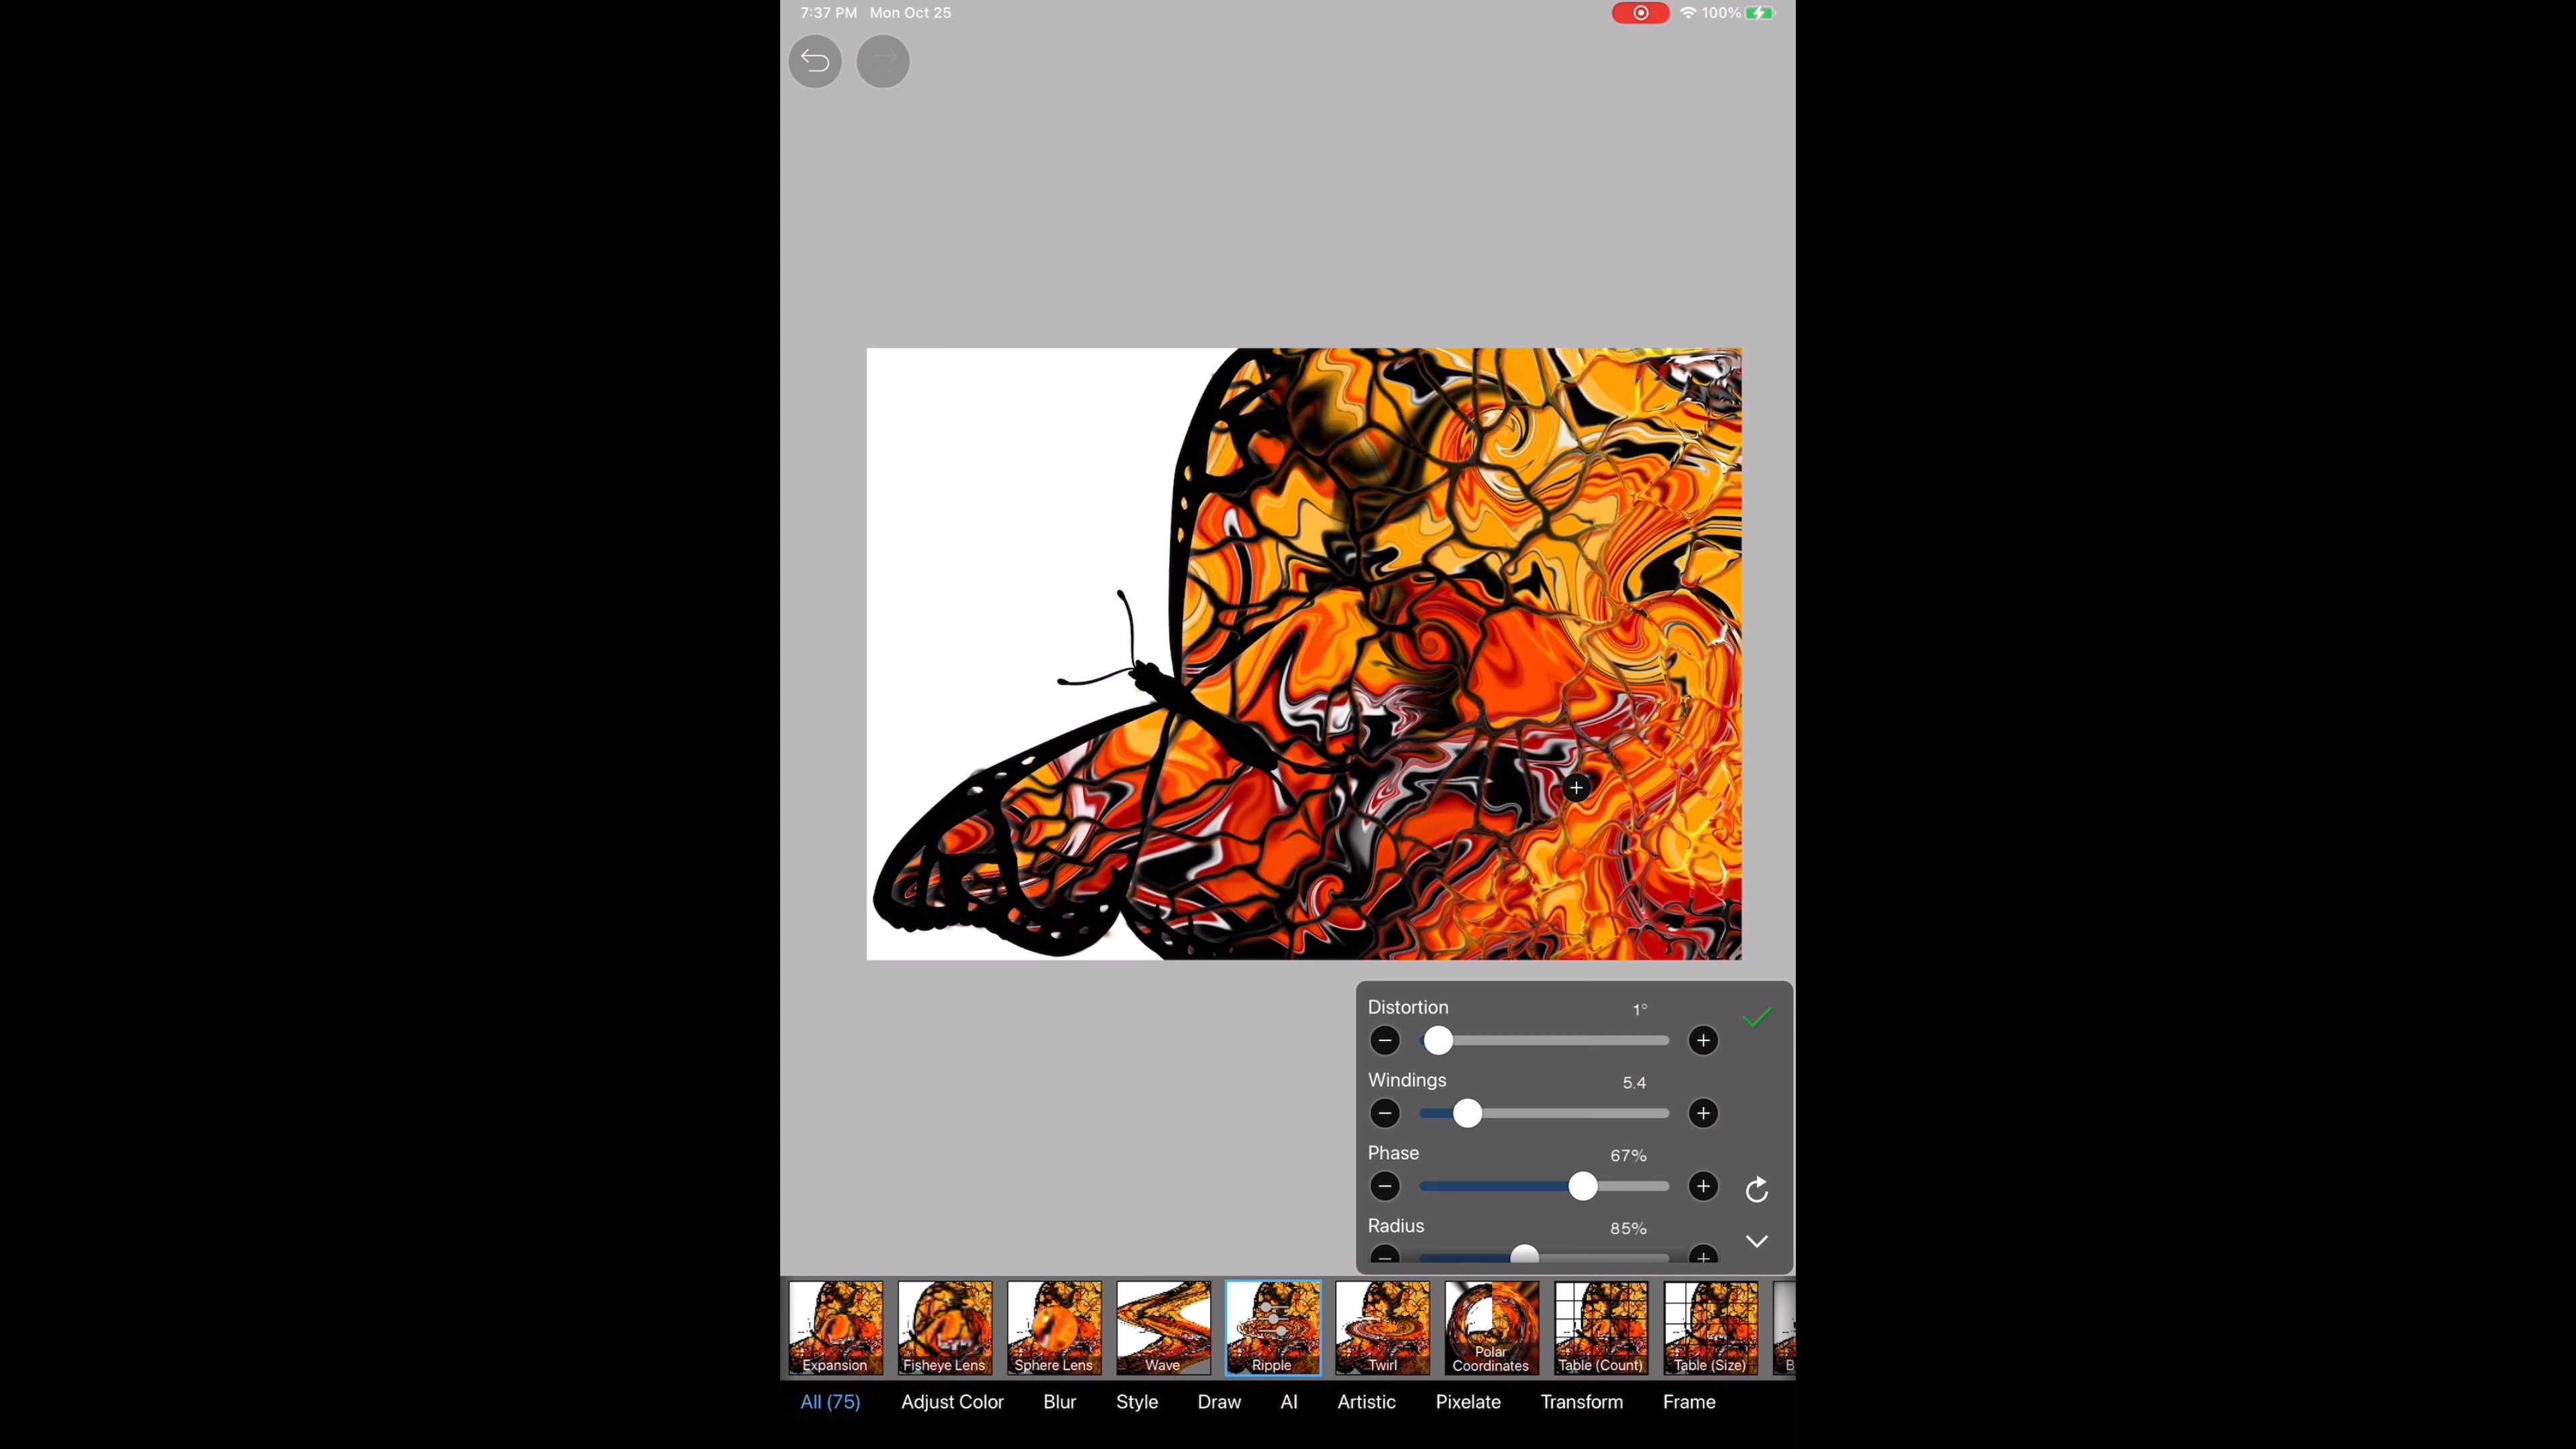 7:37 PM Mon Oct 25
100%
Distortion 1°
Windings 5.4
Phase 67%
Radius 85%
Expansion
Fisheye Lens
Sphere Lens
Wave
Ripple
Twirl
Polar
Coordinates
Table (Count)
Table (Size)
B
All (75) Adjust Color Blur Style Draw AI Artistic Pixelate Transform Frame